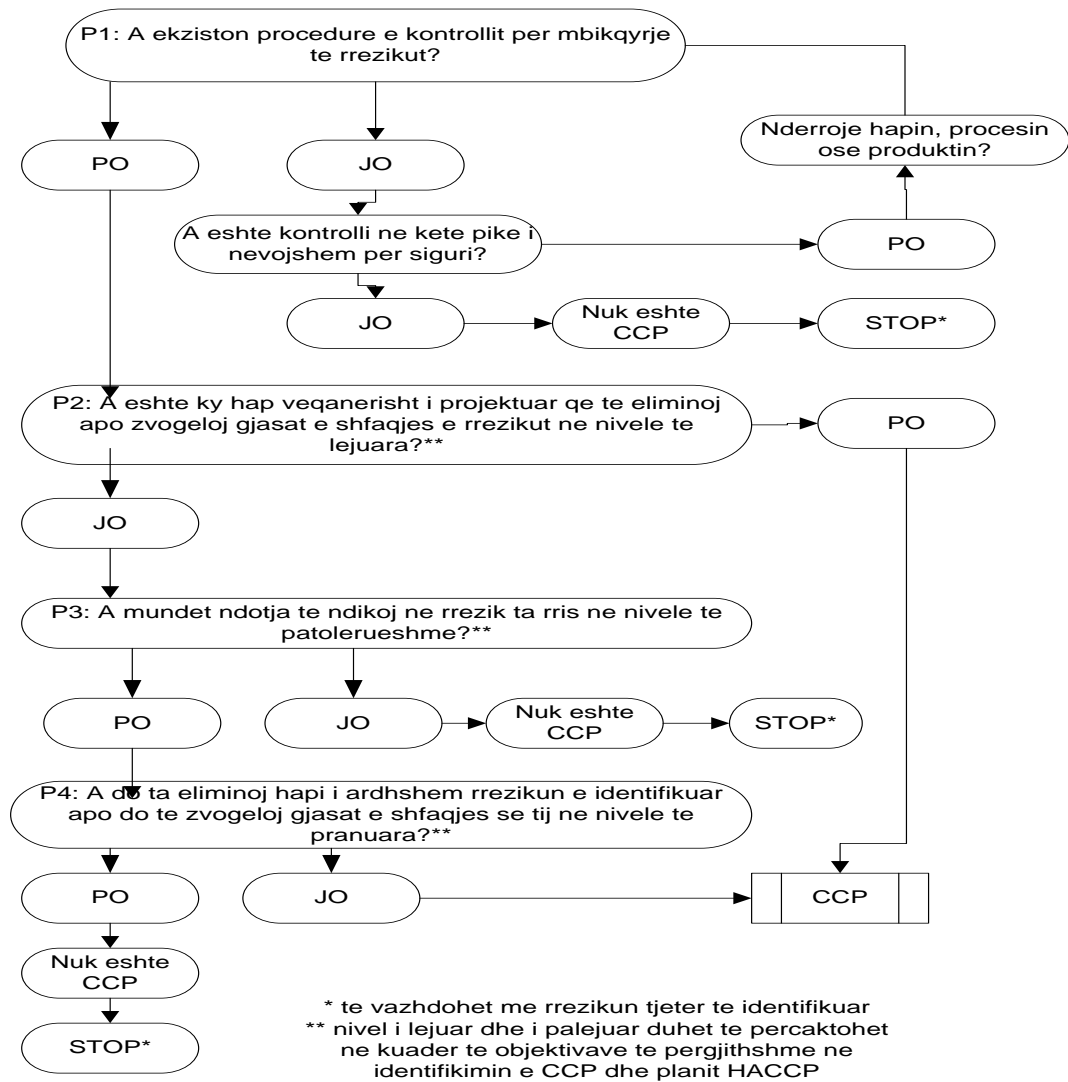 P1: A ekziston procedure e kontrollit per mbikqyrje
te rrezikut?
Nderroje hapin, procesin
ose produktin?
PO
JO
A eshte kontrolli ne kete pike i
nevojshem per siguri?
PO
JO
Nuk eshte
CCP
STOP*
P2: A eshte ky hap veqanerisht i projektuar qe te eliminoj
apo zvogeloj gjasat e shfaqjes e rrezikut ne nivele te
lejuara?**
PO
JO
P3: A mundet ndotja te ndikoj ne rrezik ta rris ne nivele te
patolerueshme?**
PO
JO
Nuk eshte
CCP
STOP*
P4: A do ta eliminoj hapi i ardhshem rrezikun e identifikuar
apo do te zvogeloj gjasat e shfaqjes se tij ne nivele te
pranuara?**
PO
JO
CCP
Nuk eshte
CCP
STOP*
* te vazhdohet me rrezikun tjeter te identifikuar
** nivel i lejuar dhe i palejuar duhet te percaktohet
ne kuader te objektivave te pergjithshme ne
identifikimin e CCP dhe planit HACCP